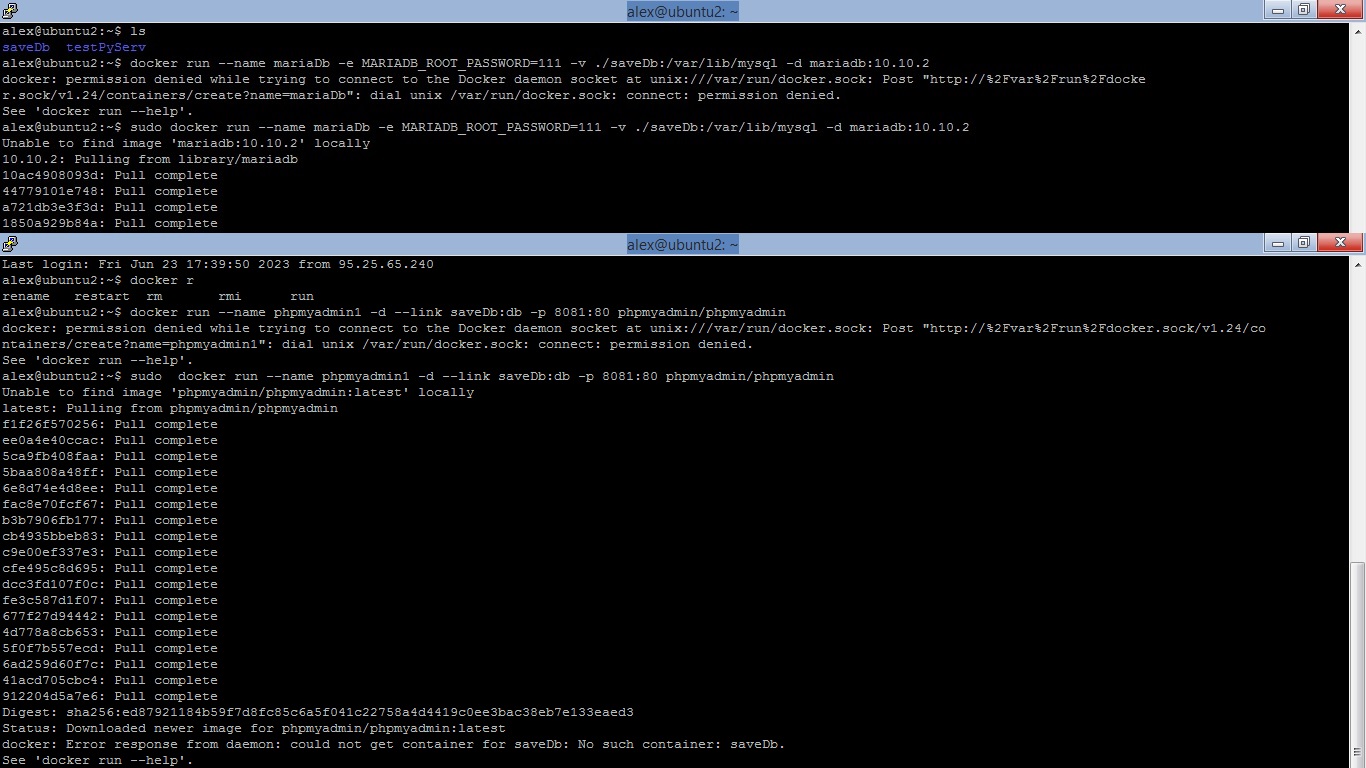 alex@ubuntu2: ~
alex@ubuntu2:~$ ls
saveDb  testPyServ
alex@ubuntu2:~$ docker run --name mariaDb -e MARIADB_ROOT_PASSWORD=111 -v ./saveDb:/var/lib/mysql -d mariadb:10.10.2
docker: permission denied while trying to connect to the Docker daemon socket at unix:///var/run/docker.sock: Post "http://%2Fvar%2Frun%2Fdocke
r.sock/v1.24/containers/create?name=mariaDb": dial unix /var/run/docker.sock: connect: permission denied.
See 'docker run --help'.
alex@ubuntu2:~$ sudo docker run --name mariaDb -e MARIADB_ROOT_PASSWORD=111 -v ./saveDb:/var/lib/mysql -d mariadb:10.10.2
Unable to find image 'mariadb:10.10.2' locally
10.10.2: Pulling from library/mariadb
10ac4908093d: Pull complete
44779101e748: Pull complete
a721db3e3f3d: Pull complete
1850a929b84a: Pull complete
alex@ubuntu2: ~
Last login: Fri Jun 23 17:39:50 2023 from 95.25.65.240
alex@ubuntu2:~$ docker r
rename   restart  rm       rmi      run
alex@ubuntu2:~$ docker run --name phpmyadmin1 -d --link saveDb:db -p 8081:80 phpmyadmin/phpmyadmin
docker: permission denied while trying to connect to the Docker daemon socket at unix:///var/run/docker.sock: Post "http://%2Fvar%2Frun%2Fdocker.sock/v1.24/co
ntainers/create?name=phpmyadmin1": dial unix /var/run/docker.sock: connect: permission denied.
See 'docker run --help'.
alex@ubuntu2:~$ sudo  docker run --name phpmyadmin1 -d --link saveDb:db -p 8081:80 phpmyadmin/phpmyadmin
Unable to find image 'phpmyadmin/phpmyadmin:latest' locally
latest: Pulling from phpmyadmin/phpmyadmin
f1f26f570256: Pull complete
ee0a4e40ccac: Pull complete
5ca9fb408faa: Pull complete
5baa808a48ff: Pull complete
6e8d74e4d8ee: Pull complete
fac8e70fcf67: Pull complete
b3b7906fb177: Pull complete
cb4935bbeb83: Pull complete
c9e00ef337e3: Pull complete
cfe495c8d695: Pull complete
dcc3fd107f0c: Pull complete
fe3c587d1f07: Pull complete
677f27d94442: Pull complete
4d778a8cb653: Pull complete
5f0f7b557ecd: Pull complete
6ad259d60f7c: Pull complete
41acd705cbc4: Pull complete
912204d5a7e6: Pull complete
Digest: sha256:ed87921184b59f7d8fc85c6a5f041c22758a4d4419c0ee3bac38eb7e133eaed3
Status: Downloaded newer image for phpmyadmin/phpmyadmin:latest
docker: Error response from daemon: could not get container for saveDb: No such container: saveDb.
See 'docker run --help'.